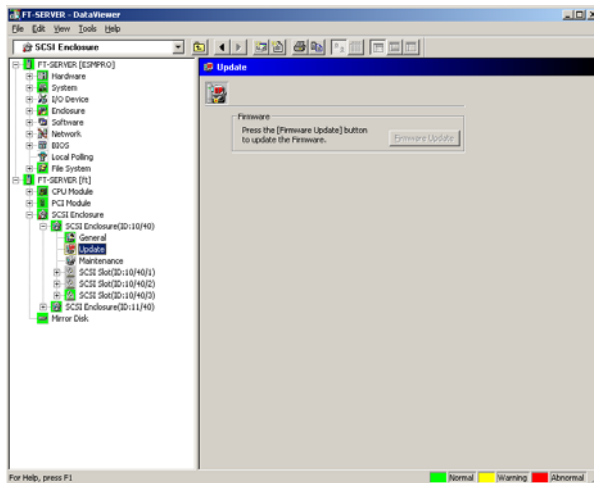 FT-SERVER - DataViewer
File Edit View Tools Help
SCSI Enclosure
FT-SERVER [ESMPRO]
Hardware
System
I/O Device
Enclosure
Software
Network
BIOS
Local Polling
File System
FT-SERVER [ft]
CPU Module
PCI Module
SCSI Enclosure
SCSI Enclosure(ID:10/40)
General
Update
Maintenance
SCSI Slot(ID:10/40/1)
SCSI Slot(ID:10/40/2)
SCSI Slot(ID:10/40/3)
SCSI Enclosure(ID:11/40)
Mirror Disk
Update
Firmware
Press the [Firmware Update] button
to update the Firmware.
Firmware Update
For Help, press F1
Normal Warning Abnormal